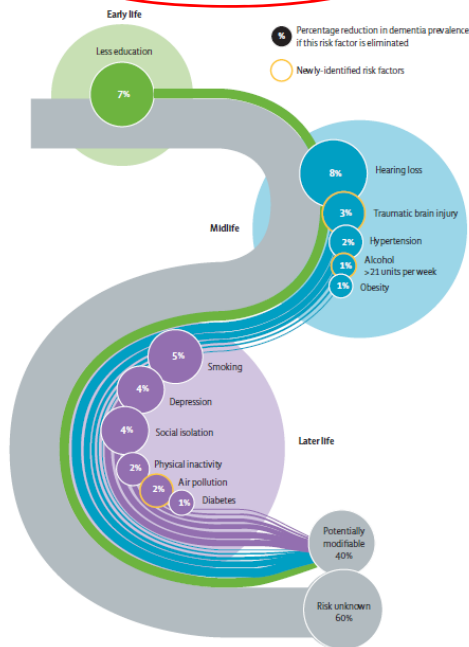 Early life
Percentage reduction in dementia prevalence
if this risk factor is eliminated
%
Less education
Newly-identified risk factors
7%
8%
Hearing loss
3%
Traumatic brain injury
Midlife
2%
Hypertension
1%
Alcohol
>21 units per week
1%
Obesity
5%
Smoking
4%
Depression
4%
Social isolation
Later life
2%
Physical inactivity
Air pollution
2%
1%
Diabetes
Potentially
modifiable
40%
Risk unknown
60%